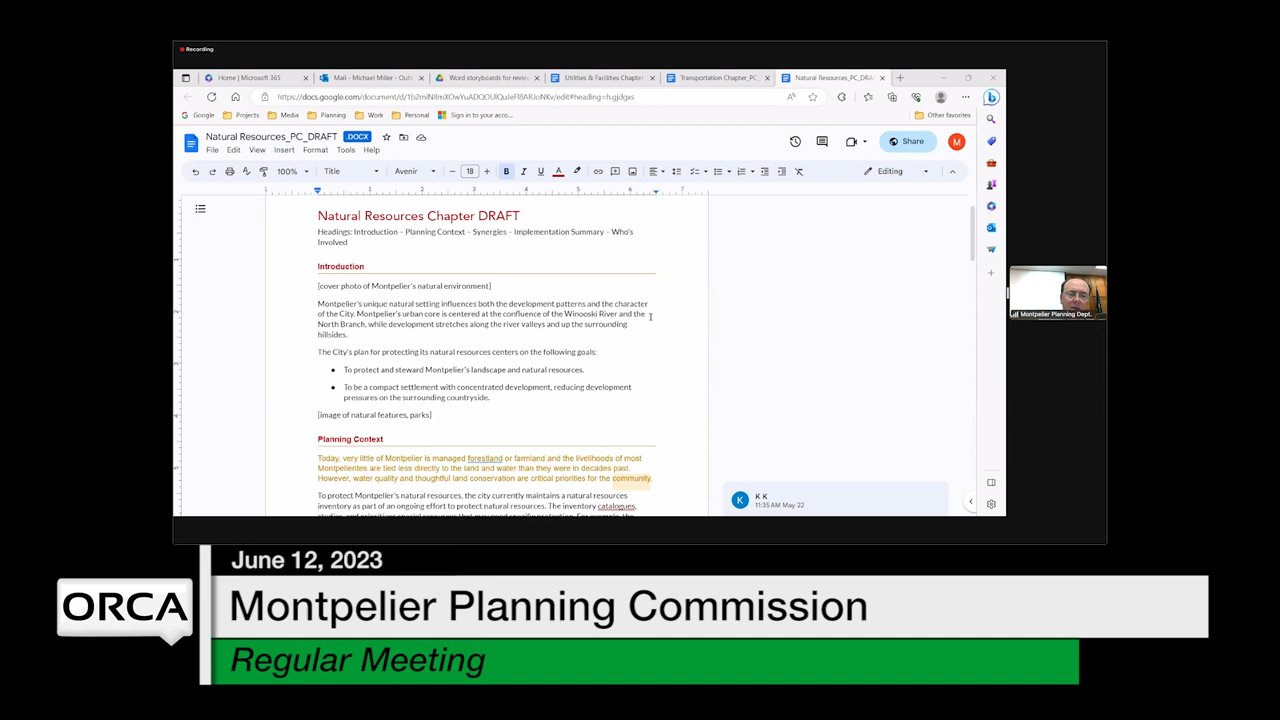 Recording
Home | Microsoft 365
Mail - Michael Miller - Outl
Word storyboards for revie
Utilities & Facilities Chapter
Transportation Chapter_PC
Natural Resources_PC_DRAF
Google Projects Media Planning Work Personal Sign in to your acco... Other favorites
Natural Resources_PC_DRAFT .DOCX
Share
M
File Edit View Insert Format Tools Help
100% Title Avenir 18 B I U A Editing
1 1 2 3 4 5 6 7
Natural Resources Chapter DRAFT
Headings: Introduction – Planning Context – Synergies – Implementation Summary – Who's
Involved
Introduction
[cover photo of Montpelier's natural environment]
Montpelier's unique natural setting influences both the development patterns and the character
of the City. Montpelier's urban core is centered at the confluence of the Winooski River and the
North Branch, while development stretches along the river valleys and up the surrounding
hillsides.
The City's plan for protecting its natural resources centers on the following goals:
● To protect and steward Montpelier's landscape and natural resources.
● To be a compact settlement with concentrated development, reducing development
pressures on the surrounding countryside.
[image of natural features, parks]
Planning Context
Today, very little of Montpelier is managed forestland or farmland and the livelihoods of most
Montpelierites are tied less directly to the land and water than they were in decades past.
However, water quality and thoughtful land conservation are critical priorities for the community.
To protect Montpelier's natural resources, the city currently maintains a natural resources
inventory as part of an ongoing effort to protect natural resources. The inventory catalogues,
K
K K
11:35 AM May 22
Montpelier Planning Dept.
June 12, 2023
ORCA
Montpelier Planning Commission
Regular Meeting